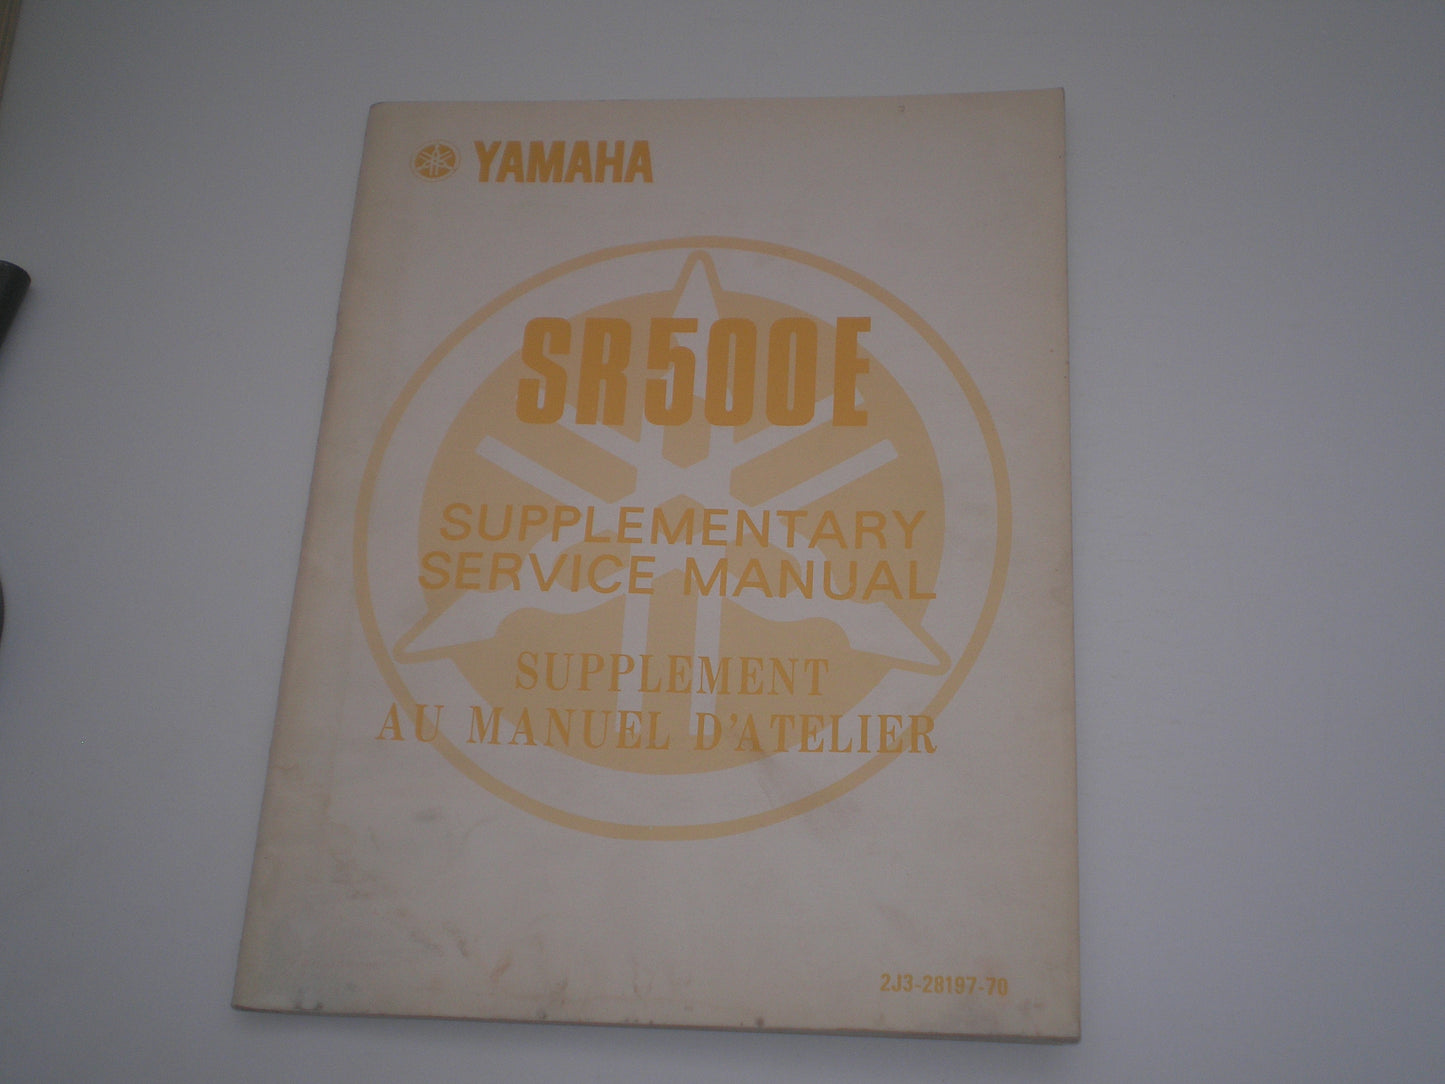 YAMAHA
SR500E
SUPPLEMENTARY
SERVICE MANUAL
SUPPLEMENT
AU MANUEL D'ATELIER
2J3-28197-70